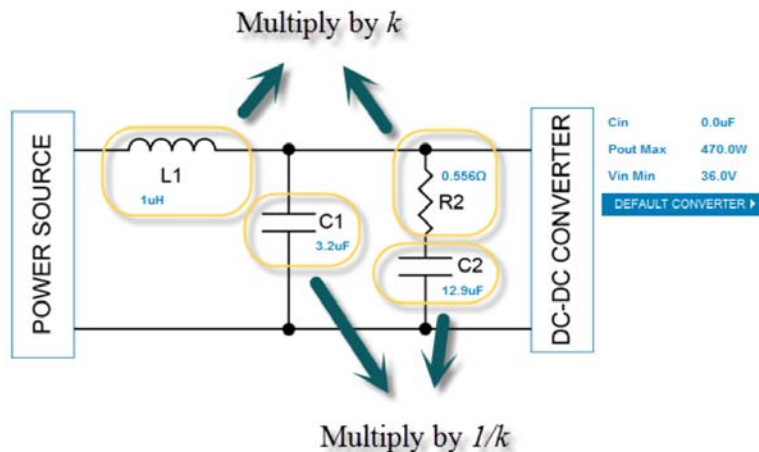 Multiply by k
POWER SOURCE
L1
1uH
C1
3.2uF
0.556Ω
R2
C2
12.9uF
DC-DC CONVERTER
Cin 0.0uF
Pout Max 470.0W
Vin Min 36.0V
DEFAULT CONVERTER
Multiply by 1/k